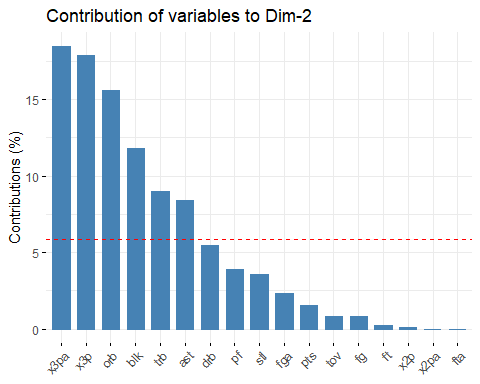 Contribution of variables to Dim-2
Contributions (%)
15
10
5
0
x3pa x3p orb blk trb ast drb pf stl fga pts tov fg ft x2p x2pa fta